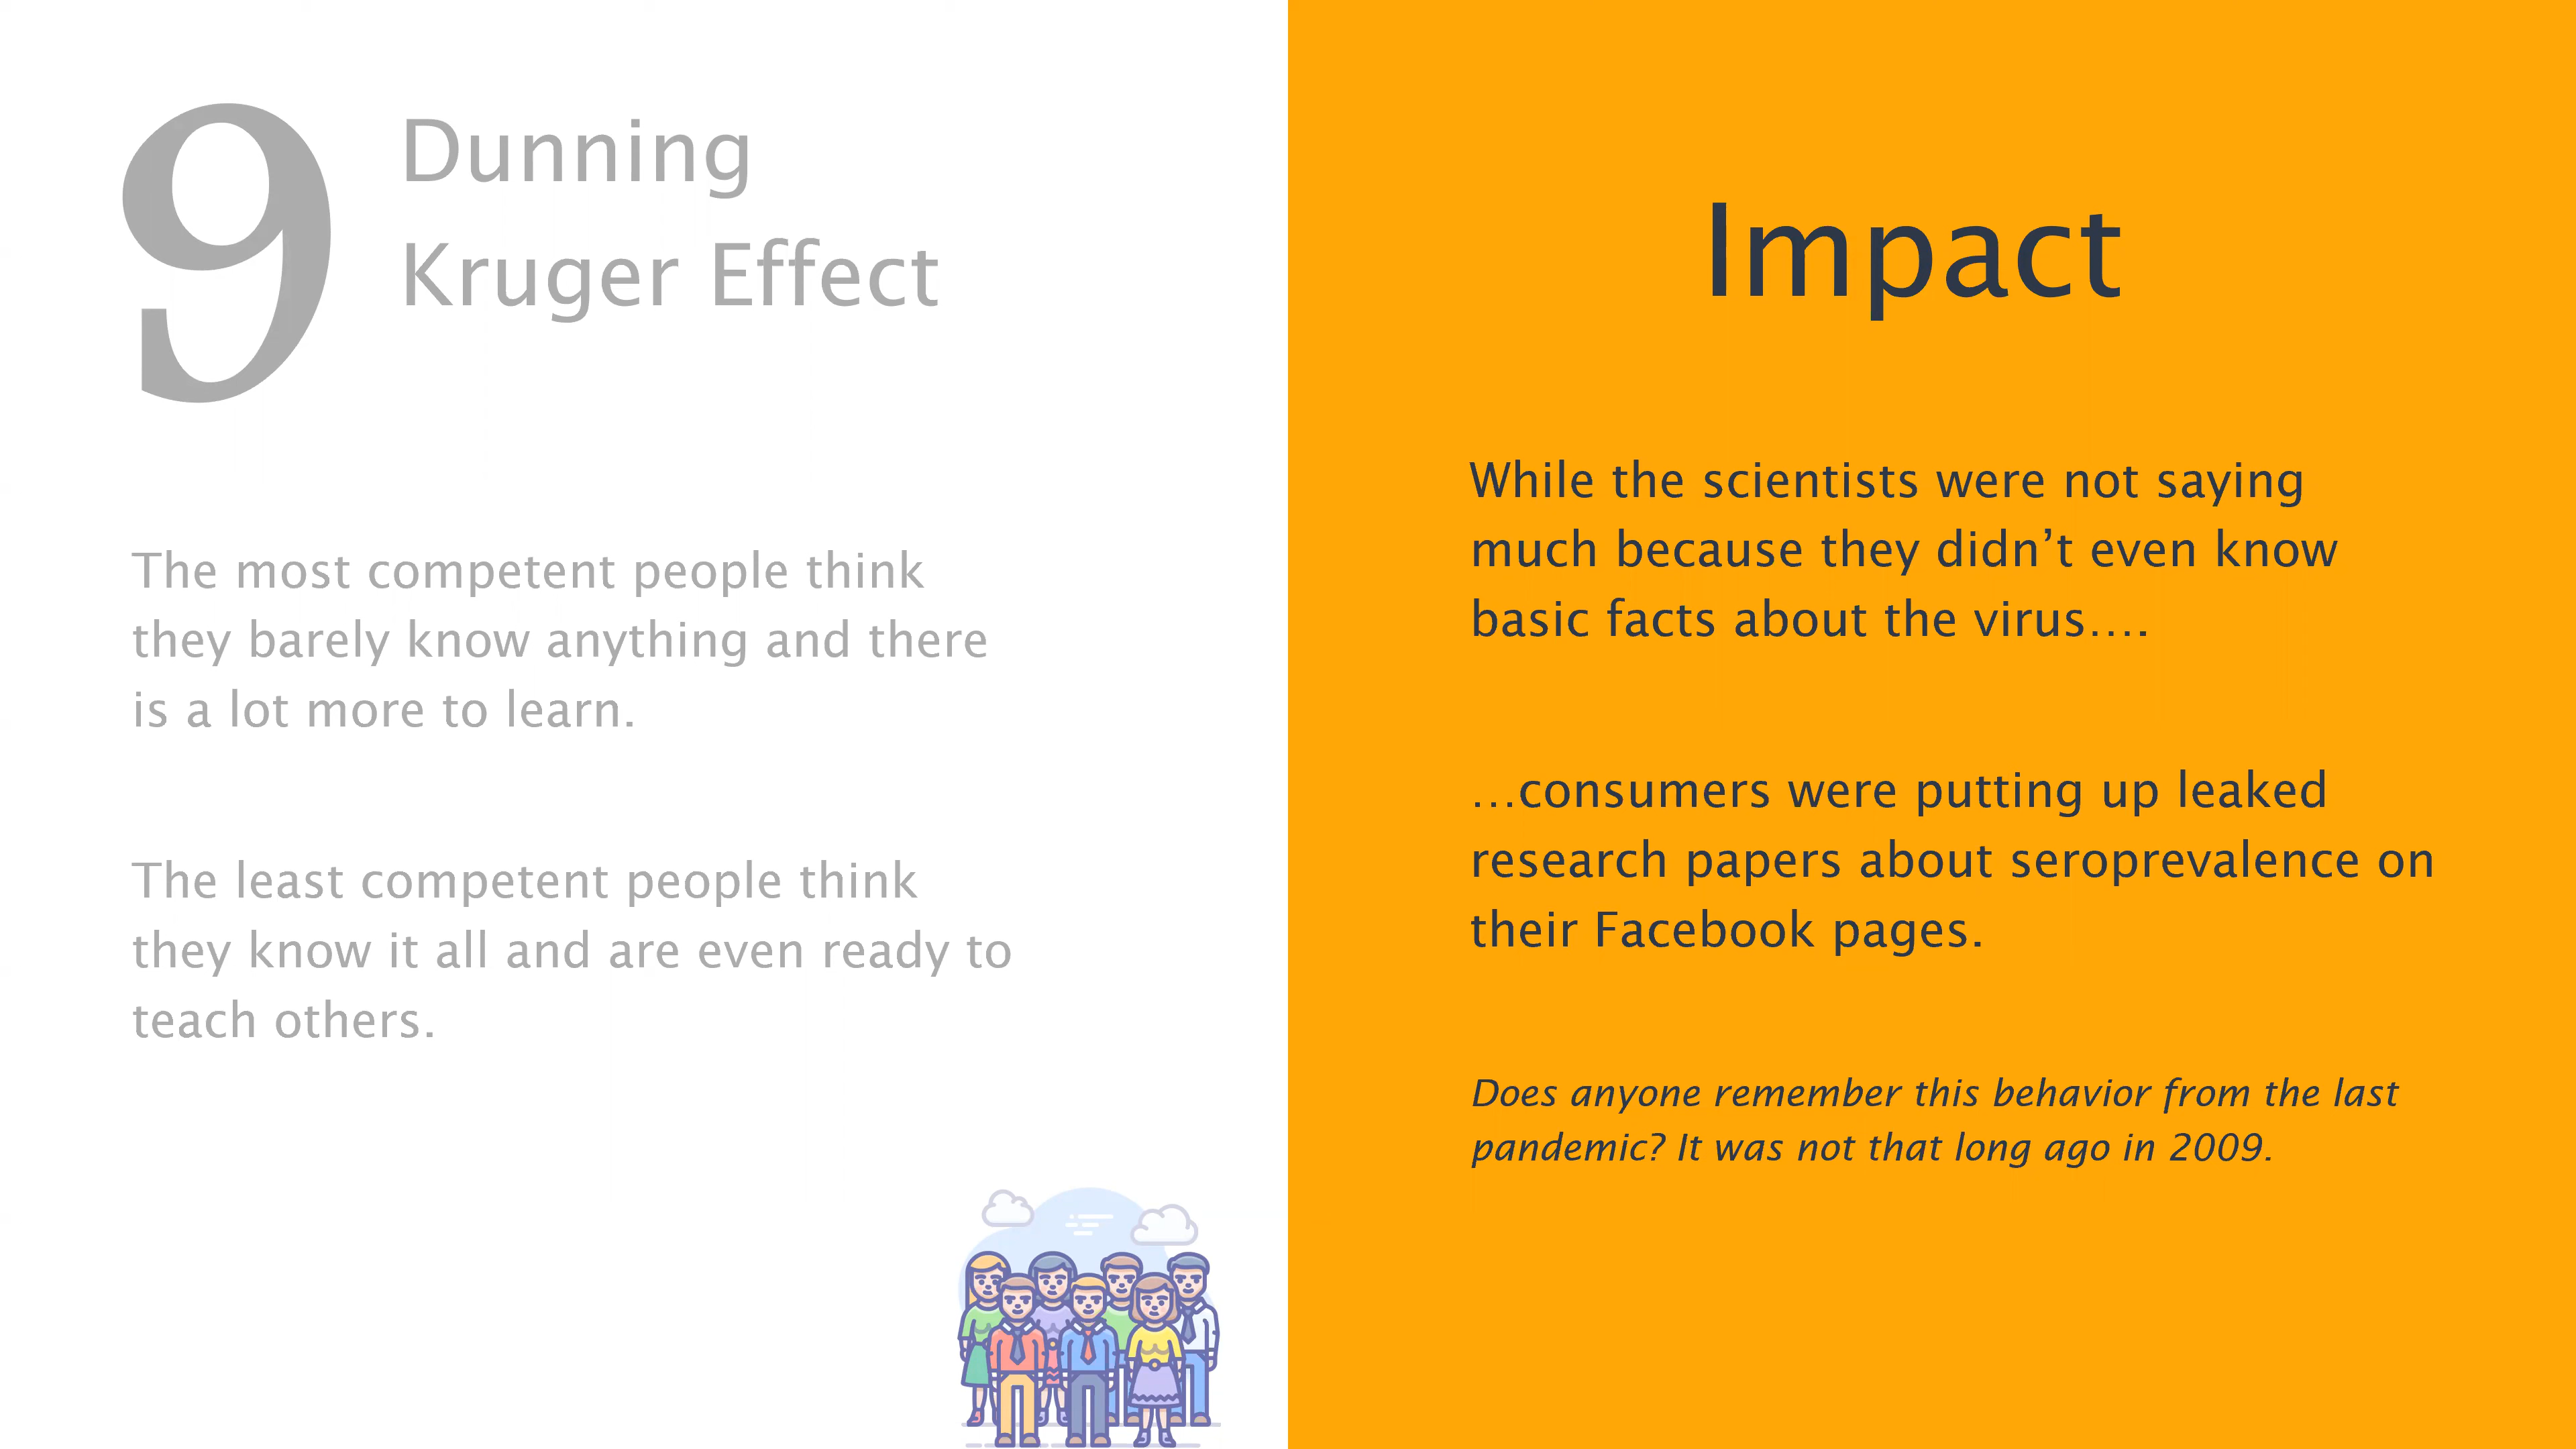 9
Dunning
Kruger Effect
The most competent people think
they barely know anything and there
is a lot more to learn.
The least competent people think
they know it all and are even ready to
teach others.
Impact
While the scientists were not saying
much because they didn’t even know
basic facts about the virus….
…consumers were putting up leaked
research papers about seroprevalence on
their Facebook pages.
Does anyone remember this behavior from the last
pandemic? It was not that long ago in 2009.